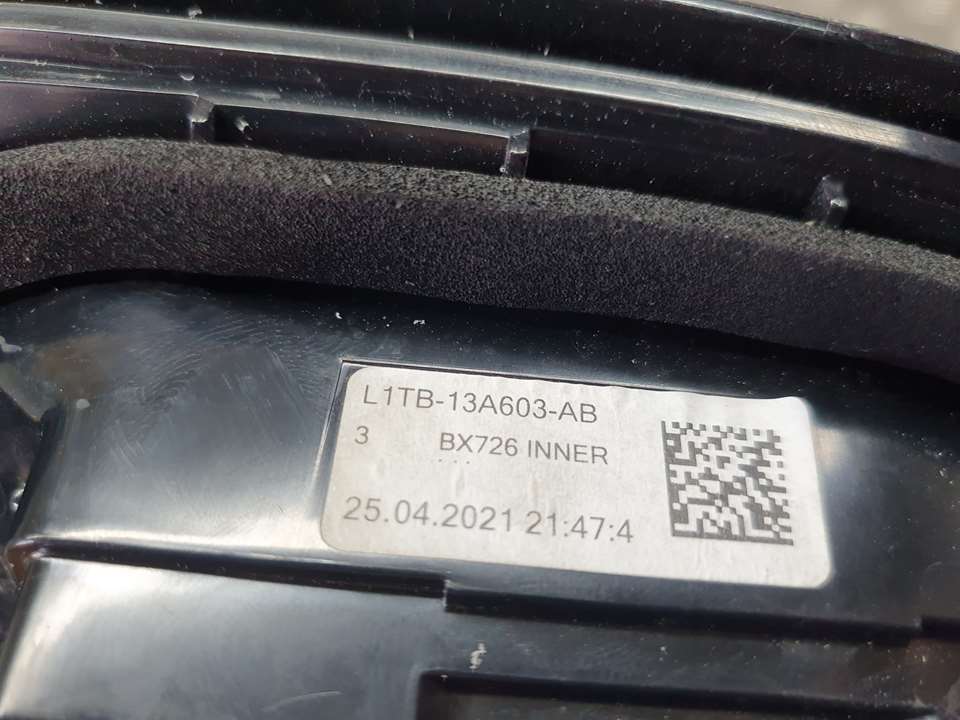 L1TB-13A603-AB
3 BX726 INNER
25.04.2021 21:47:4